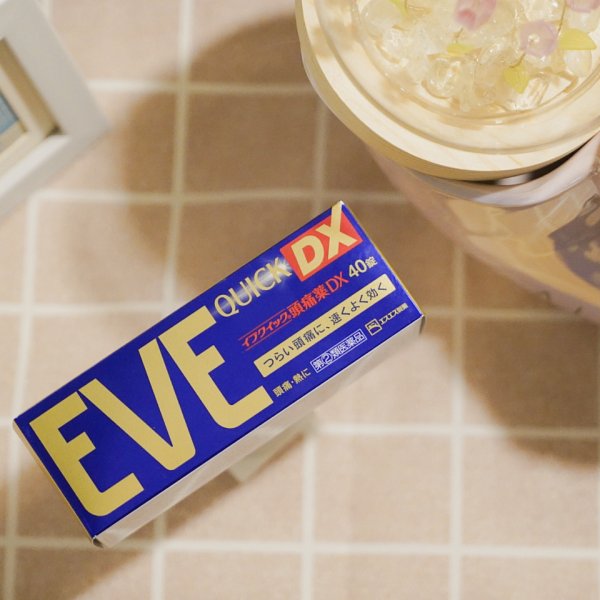 EVE
QUICK DX
イブクイック頭痛薬DX 40錠
つらい頭痛に、速くよく効く
頭痛・熱に 指定第②類医薬品
エスエス製薬